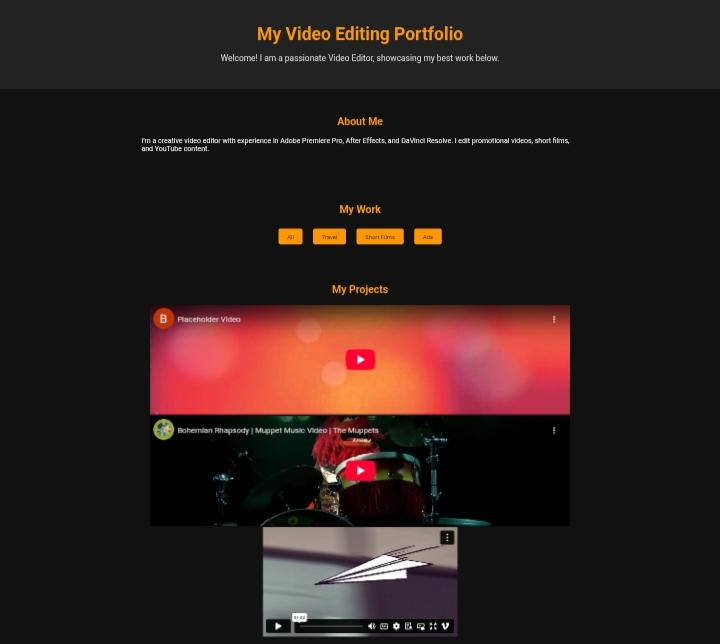 My Video Editing Portfolio
Welcome! I am a passionate Video Editor, showcasing my best work below.
About Me
I'm a creative video editor with experience in Adobe Premiere Pro, After Effects, and DaVinci Resolve. I edit promotional videos, short films,
and YouTube content.
My Work
All Travel Short Films Ads
My Projects
B Placeholder Video
Bohemian Rhapsody | Muppet Music Video | The Muppets